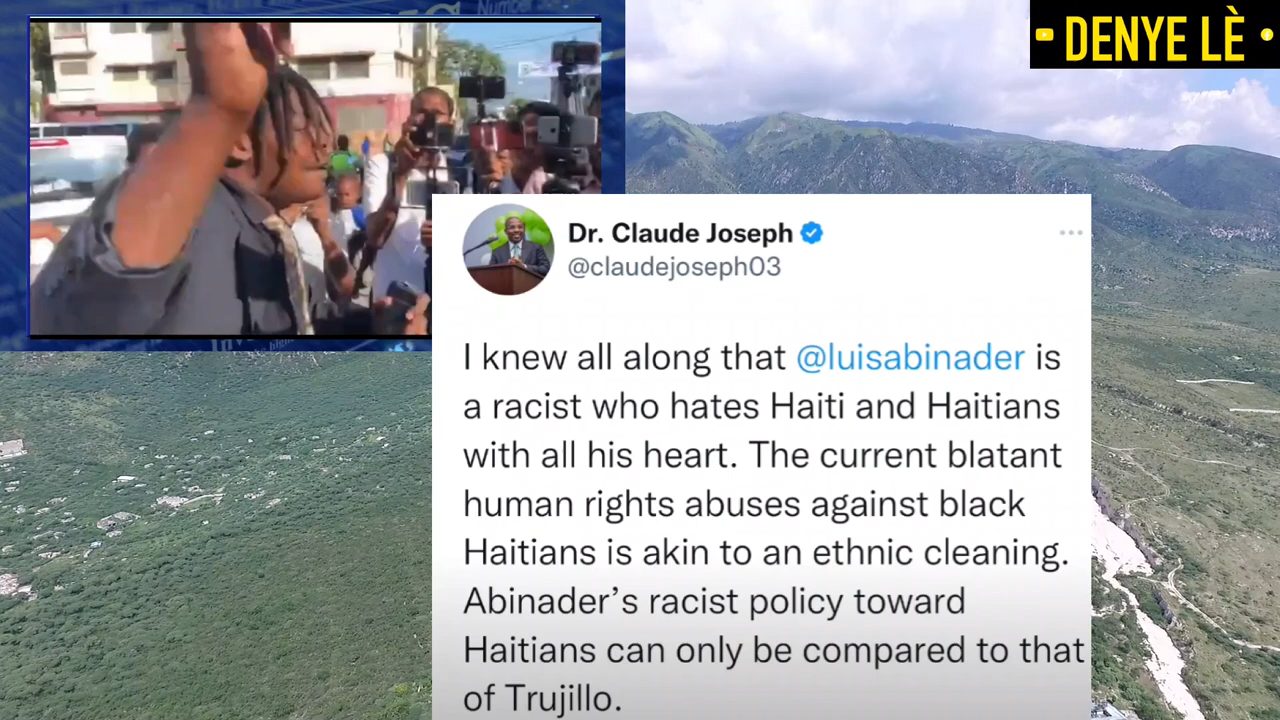 Number
DENYE LÈ
Dr. Claude Joseph
@claudejoseph03
I knew all along that @luisabinader is
a racist who hates Haiti and Haitians
with all his heart. The current blatant
human rights abuses against black
Haitians is akin to an ethnic cleaning.
Abinader’s racist policy toward
Haitians can only be compared to that
of Trujillo.